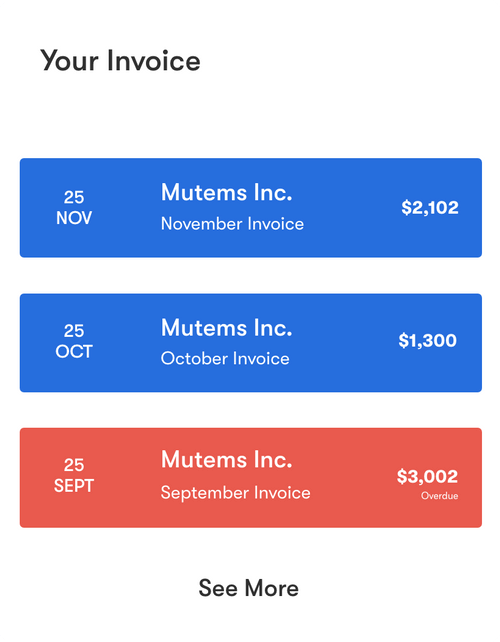 Your Invoice
25
NOV
Mutems Inc.
November Invoice
$2,102
25
OCT
Mutems Inc.
October Invoice
$1,300
25
SEPT
Mutems Inc.
September Invoice
$3,002
Overdue
See More